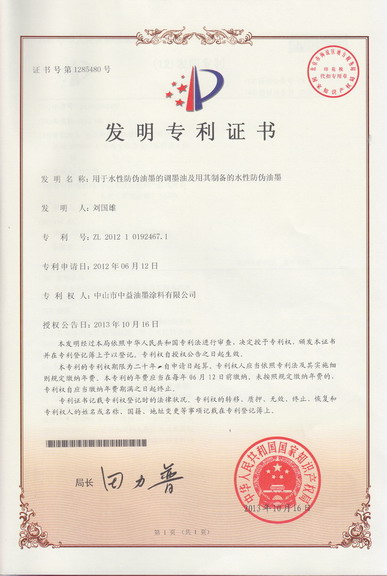 证书号第1285480号
发明专利证书
发 明 名 称：用于水性防伪油墨的调墨油及用其制备的水性防伪油墨
发 明 人：刘国雄
专 利 号：ZL 2012 1 0192467.1
专利申请日：2012年06月12日
专 利 权 人：中山市中益油墨涂料有限公司
授权公告日：2013年10月16日
本发明经过本局依照中华人民共和国专利法进行审查，决定授予专利权，颁发本证书
并在专利登记簿上予以登记。专利权自授权公告之日起生效。
本专利的专利权期限为二十年，自申请日起算。专利权人应当依照专利法及其实施细
则规定缴纳年费。本专利的年费应当在每年06月12日前缴纳。未按照规定缴纳年费的，
专利权自应当缴纳年费期满之日起终止。
专利证书记载专利权登记时的法律状况。专利权的转移、质押、无效、终止、恢复和
专利权人的姓名或名称、国籍、地址变更等事项记载在专利登记簿上。
局长
田力普
中华人民共和国国家知识产权局
2013年10月16日
第1页（共1页）